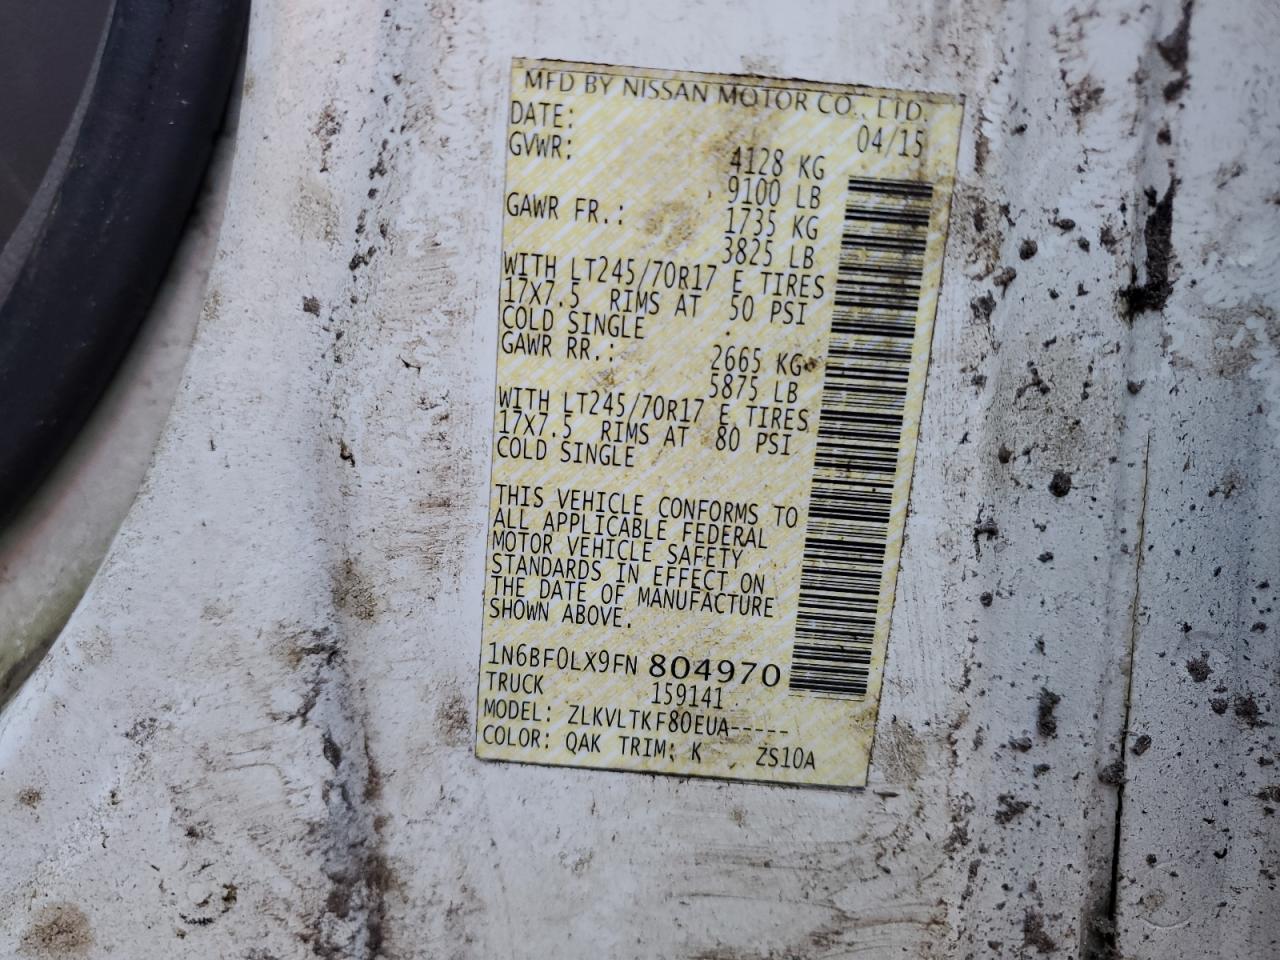 MFD BY NISSAN MOTOR CO., LTD.
DATE: 04/15
GVWR: 4128 KG
9100 LB
GAWR FR.: 1735 KG
3825 LB
WITH LT245/70R17 E TIRES
17X7.5 RIMS AT 50 PSI
COLD SINGLE
GAWR RR.: 2665 KG
5875 LB
WITH LT245/70R17 E TIRES
17X7.5 RIMS AT 80 PSI
COLD SINGLE
THIS VEHICLE CONFORMS TO
ALL APPLICABLE FEDERAL
MOTOR VEHICLE SAFETY
STANDARDS IN EFFECT ON
THE DATE OF MANUFACTURE
SHOWN ABOVE.
1N6BF0LX9FN 804970
TRUCK 159141
MODEL: ZLKVLTKF80EUA-----
COLOR: QAK TRIM: K ZS10A